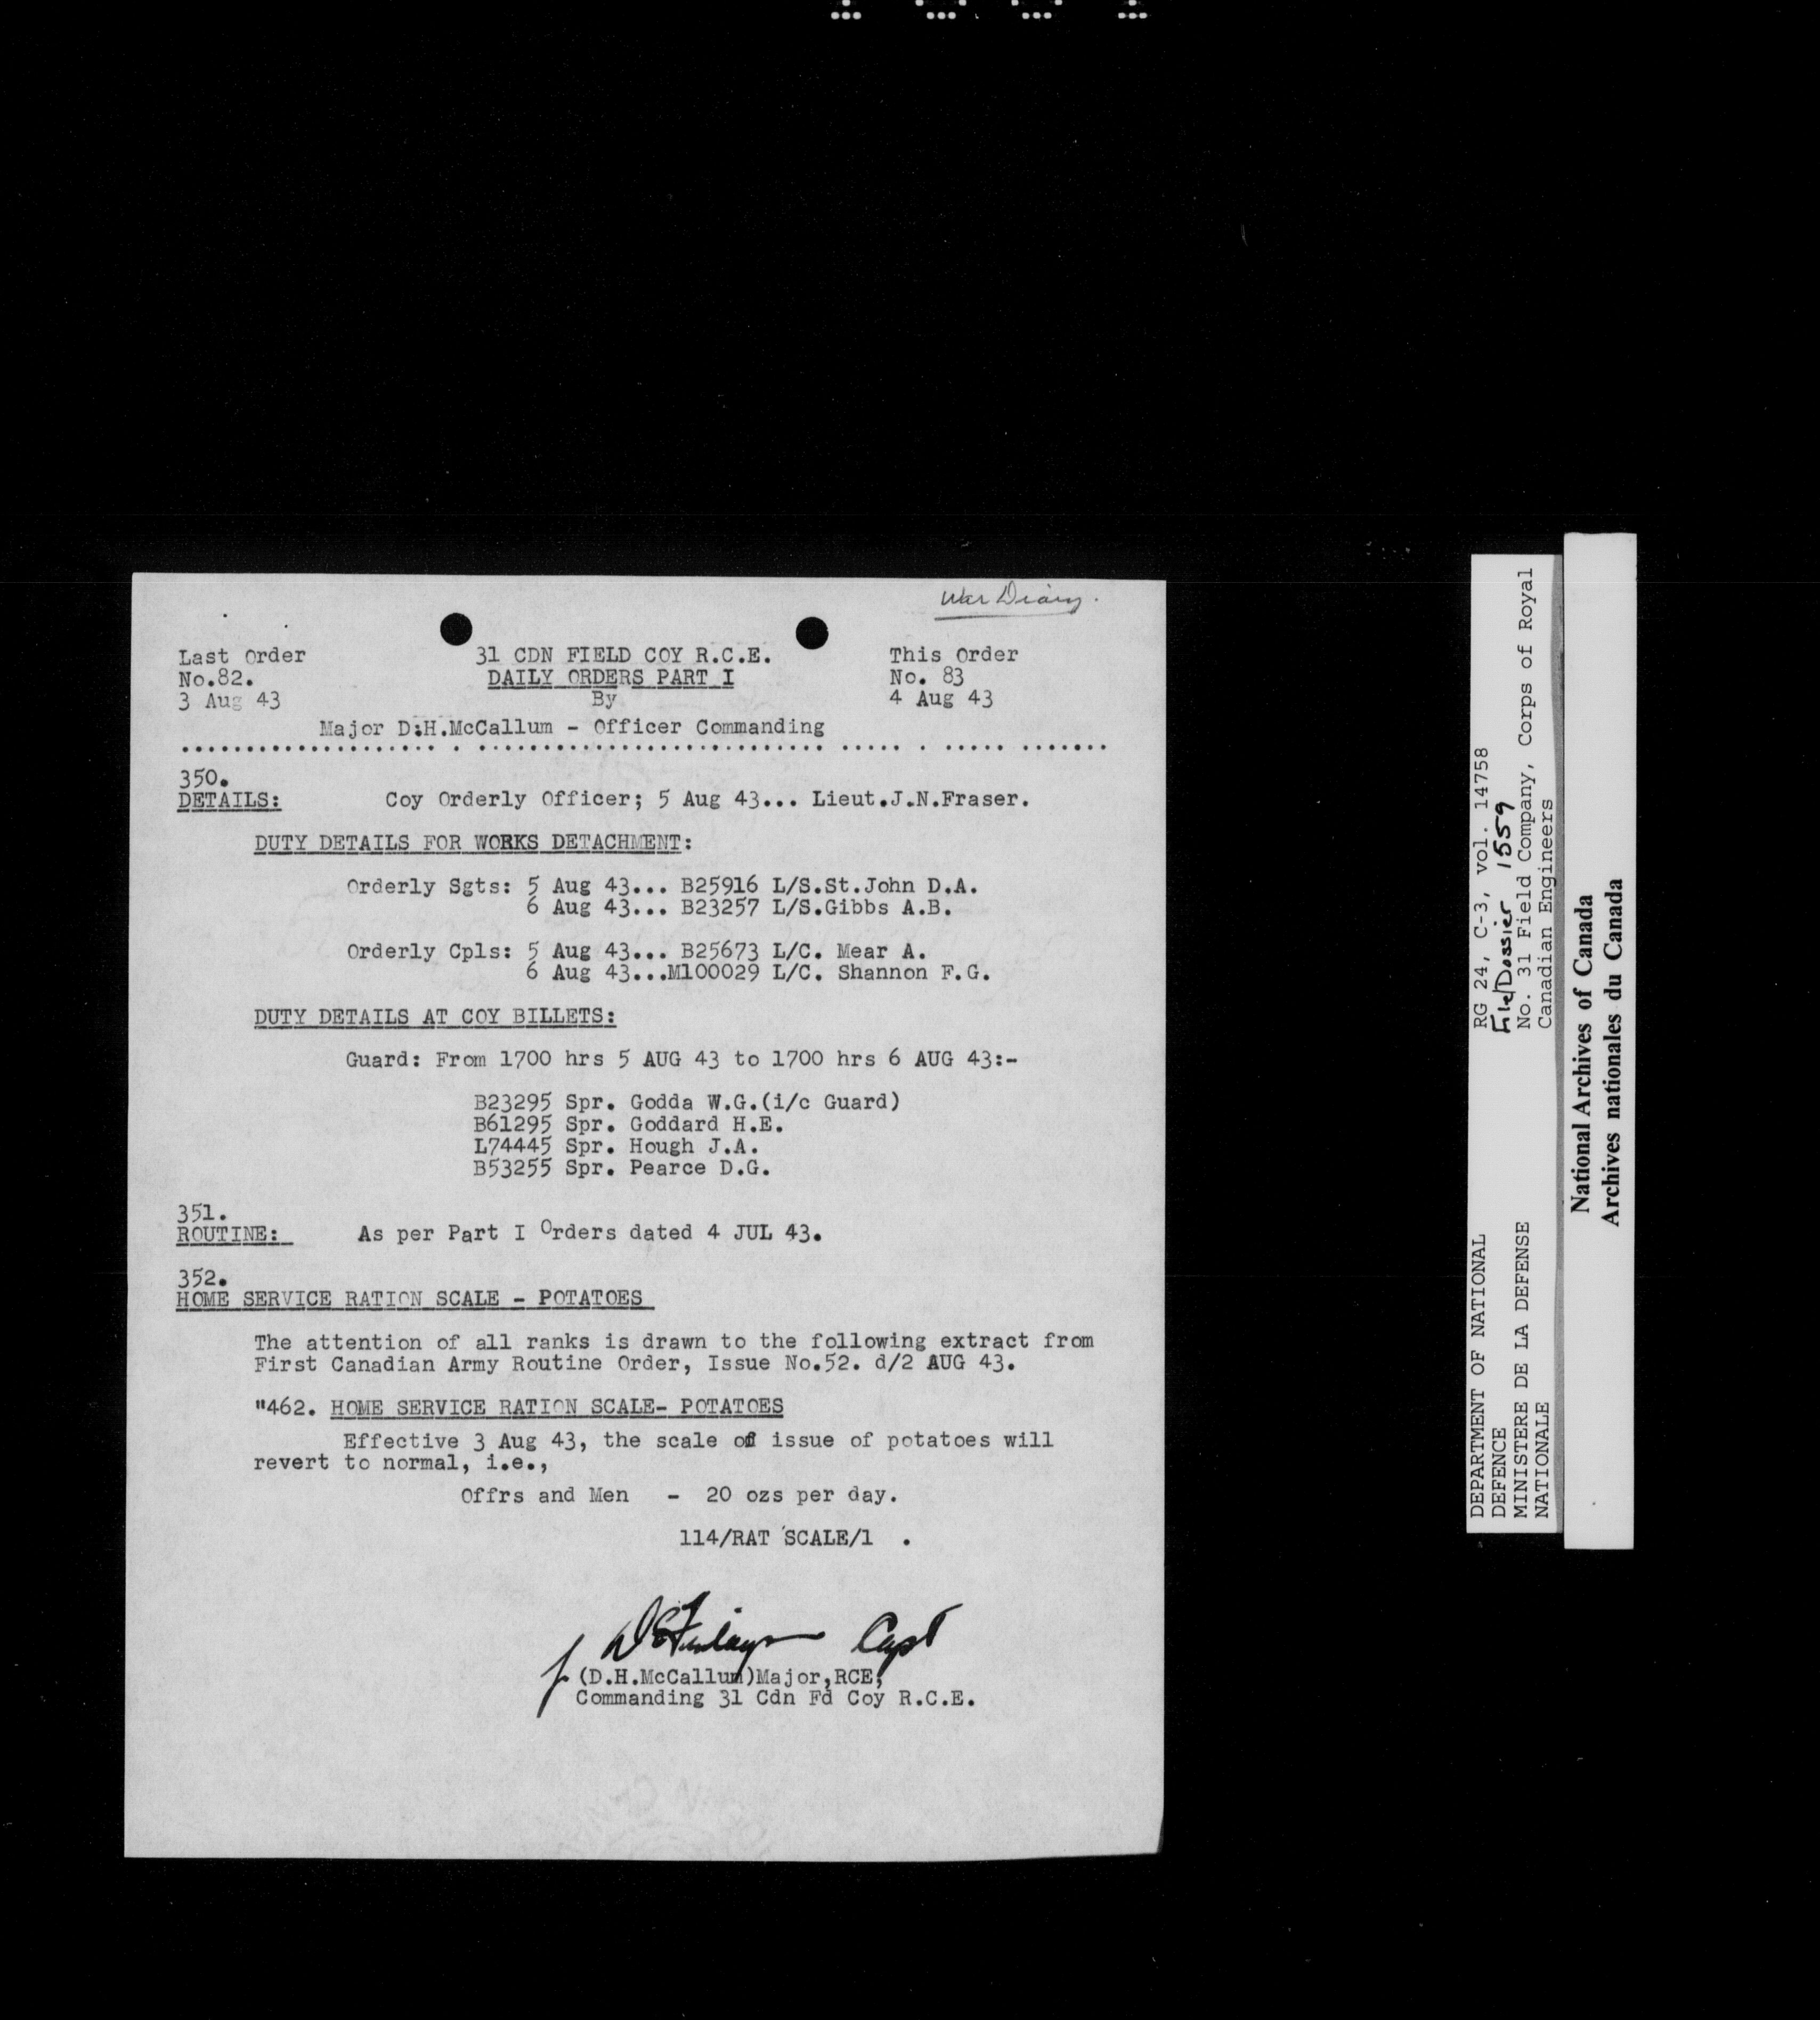 War Diary.
Last Order 31 CDN FIELD COY R.C.E. This Order
No.82. DAILY ORDERS PART I No. 83
3 Aug 43 By 4 Aug 43
Major D.H.McCallum - Officer Commanding
350.
DETAILS: Coy Orderly Officer; 5 Aug 43... Lieut.J.N.Fraser.
DUTY DETAILS FOR WORKS DETACHMENT:
Orderly Sgts: 5 Aug 43... B25916 L/S.St.John D.A.
6 Aug 43... B23257 L/S.Gibbs A.B.
Orderly Cpls: 5 Aug 43... B25673 L/C. Mear A.
6 Aug 43...M100029 L/C. Shannon F.G.
DUTY DETAILS AT COY BILLETS:
Guard: From 1700 hrs 5 AUG 43 to 1700 hrs 6 AUG 43:-
B23295 Spr. Godda W.G.(i/c Guard)
B61295 Spr. Goddard H.E.
L74445 Spr. Hough J.A.
B53255 Spr. Pearce D.G.
351.
ROUTINE: As per Part I Orders dated 4 JUL 43.
352.
HOME SERVICE RATION SCALE - POTATOES
The attention of all ranks is drawn to the following extract from
First Canadian Army Routine Order, Issue No.52. d/2 AUG 43.
"462. HOME SERVICE RATION SCALE- POTATOES
Effective 3 Aug 43, the scale of issue of potatoes will
revert to normal, i.e.,
Offrs and Men - 20 ozs per day.
114/RAT SCALE/1 .
Capt
(D.H.McCallum)Major,RCE,
Commanding 31 Cdn Fd Coy R.C.E.
DEPARTMENT OF NATIONAL RG 24, C-3, vol. 14758
DEFENCE File/Dossier 1559
MINISTERE DE LA DEFENSE No. 31 Field Company, Corps of Royal
NATIONALE Canadian Engineers
National Archives of Canada
Archives nationales du Canada